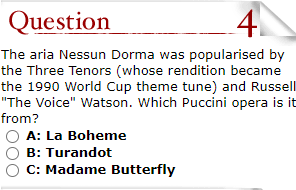 Question 4
The aria Nessun Dorma was popularised by
the Three Tenors (whose rendition became
the 1990 World Cup theme tune) and Russell
"The Voice" Watson. Which Puccini opera is it
from?
A: La Boheme
B: Turandot
C: Madame Butterfly